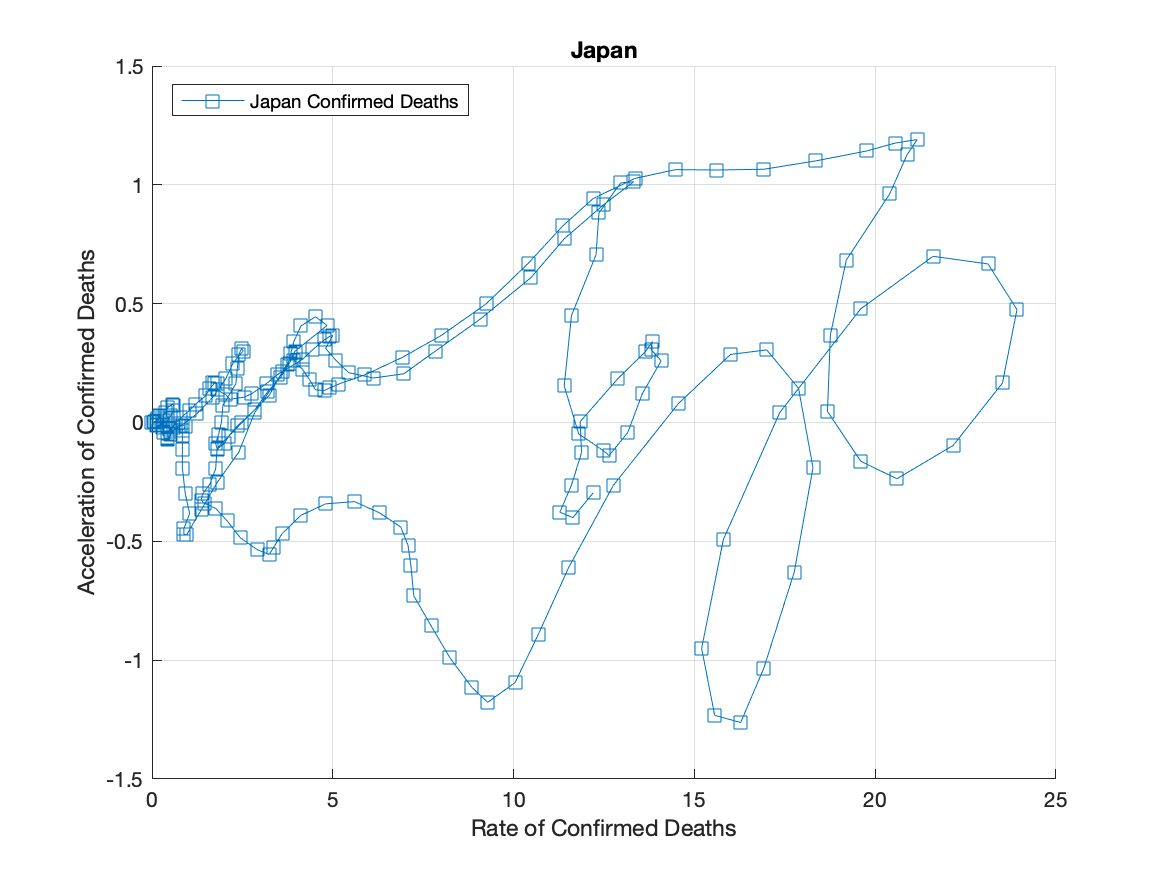 Japan
1.5
Japan Confirmed Deaths
1
0.5
0
-0.5
-1
-1.5
Acceleration of Confirmed Deaths
0 5 10 15 20 25
Rate of Confirmed Deaths